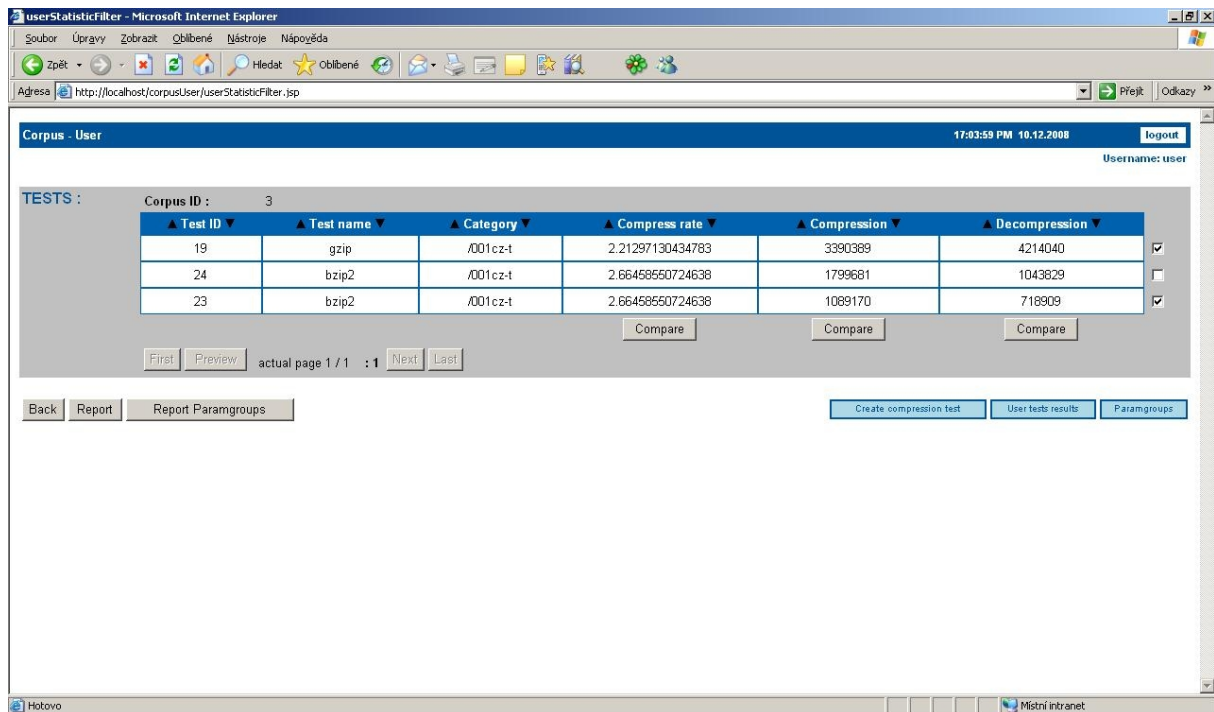 userStatisticFilter - Microsoft Internet Explorer
Soubor Úpravy Zobrazit Oblíbené Nástroje Nápověda
Zpět Hledat Oblíbené
Adresa http://localhost/corpusUser/userStatisticFilter.jsp Přejít Odkazy »
Corpus - User 17:03:59 PM 10.12.2008 logout
Username: user
TESTS : Corpus ID : 3
▲ Test ID ▼ ▲ Test name ▼ ▲ Category ▼ ▲ Compress rate ▼ ▲ Compression ▼ ▲ Decompression ▼
19 gzip /001cz-t 2.21297130434783 3390389 4214040
24 bzip2 /001cz-t 2.66458550724638 1799681 1043829
23 bzip2 /001cz-t 2.66458550724638 1089170 718909
Compare Compare Compare
First Preview actual page 1 / 1 : 1 Next Last
Back Report Report Paramgroups Create compression test User tests results Paramgroups
Hotovo Místní intranet